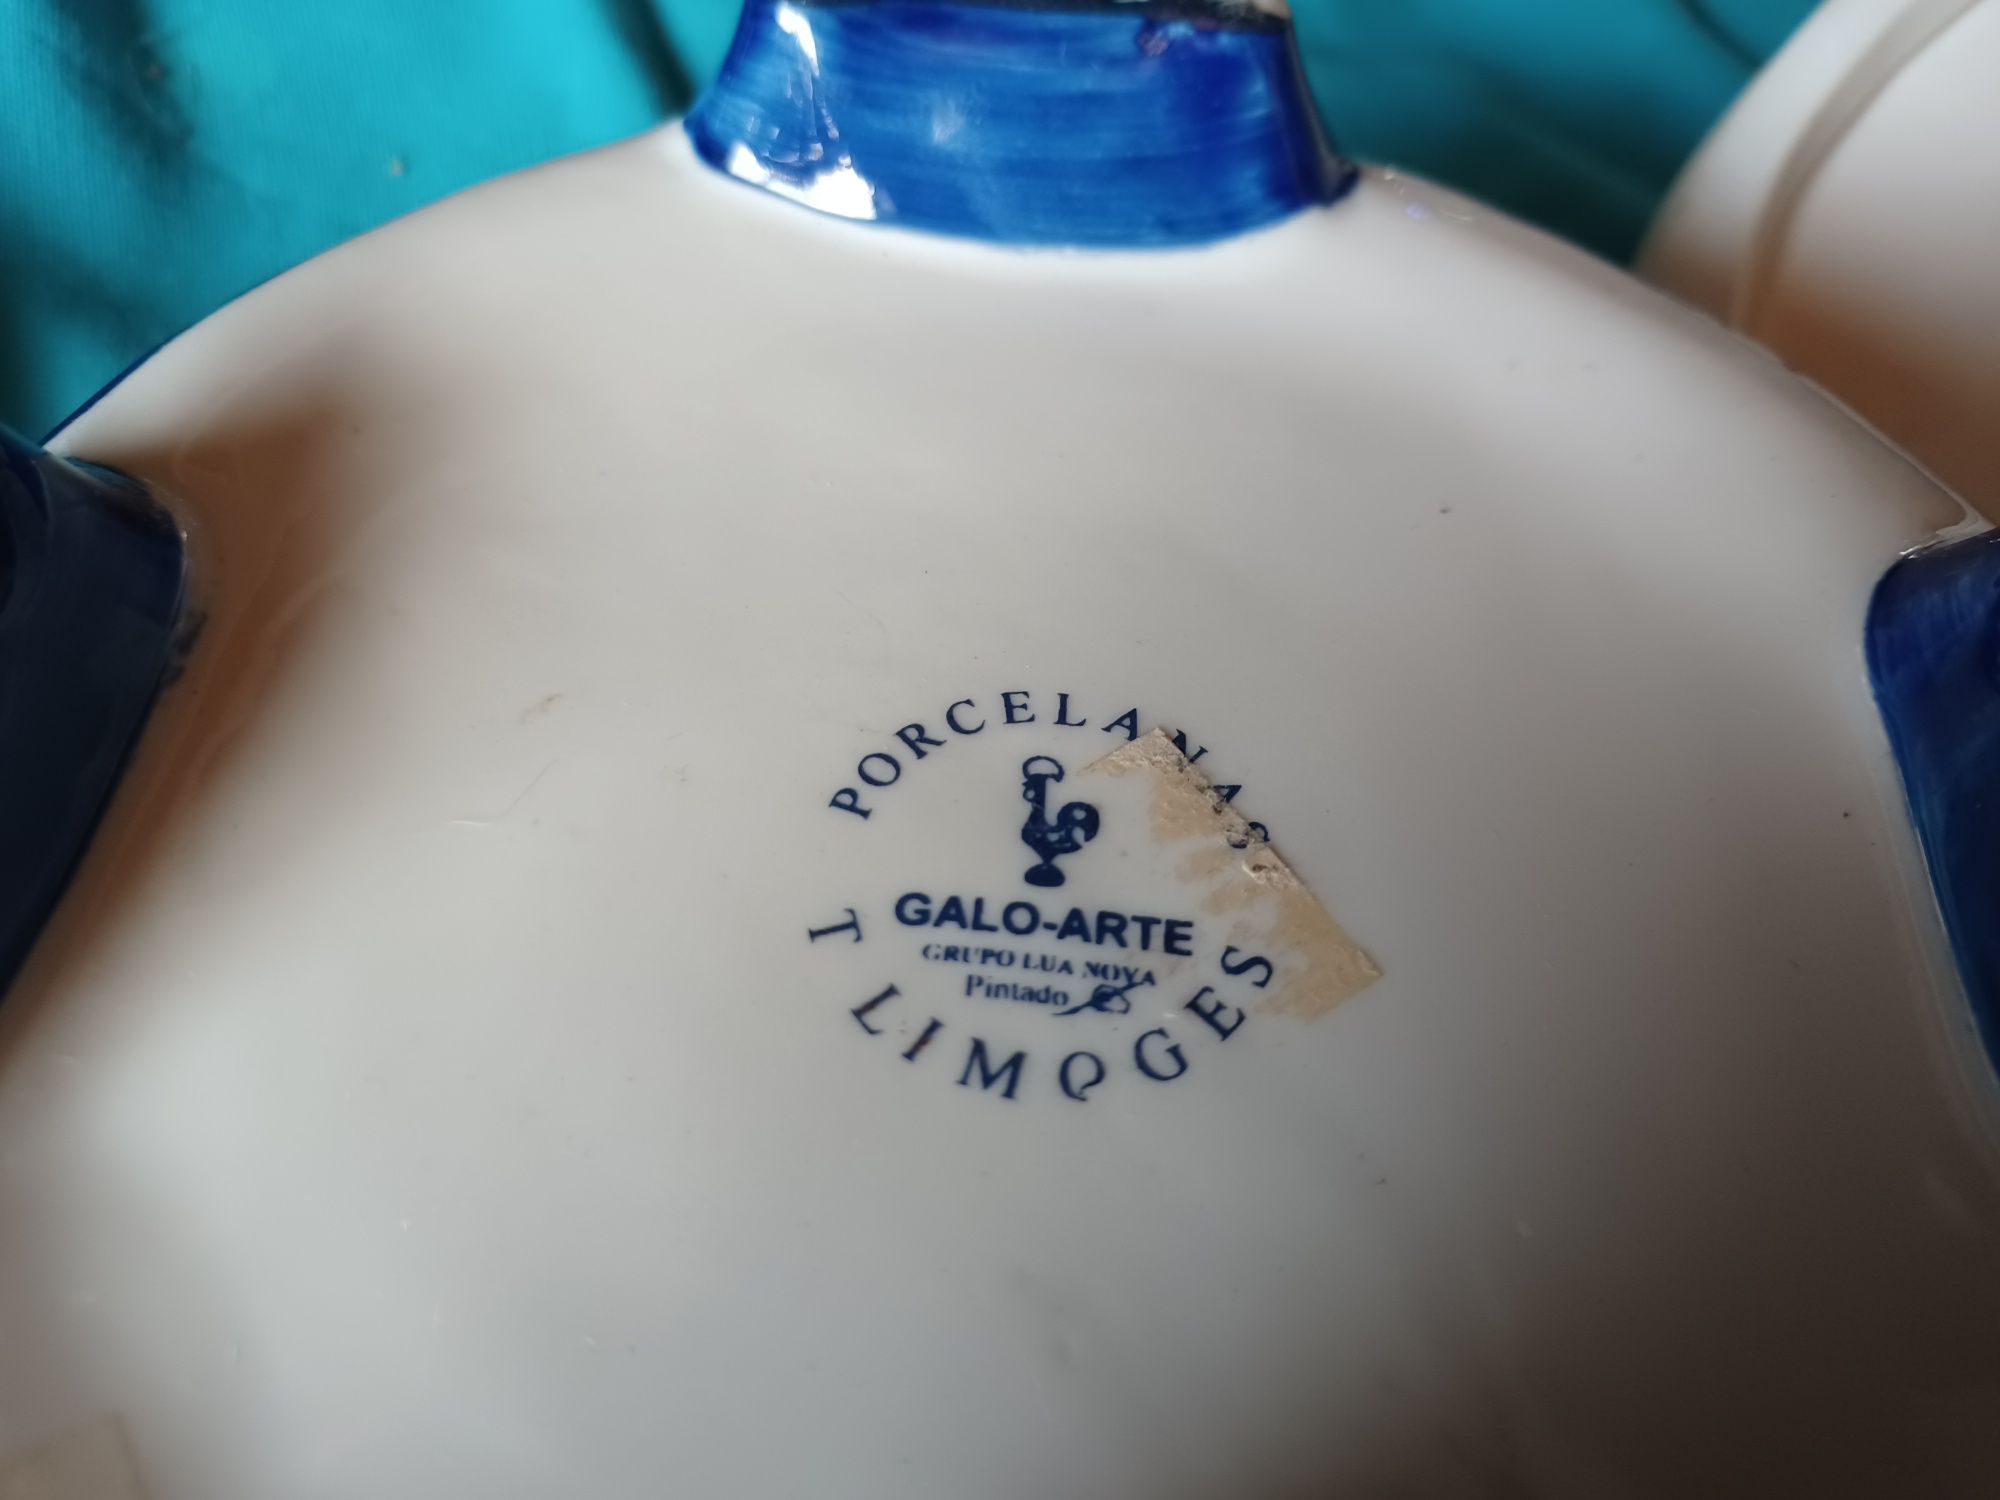 PORCELANAS
GALO-ARTE
GRUPO LUA NOVA
Pintado
T LIMOGES